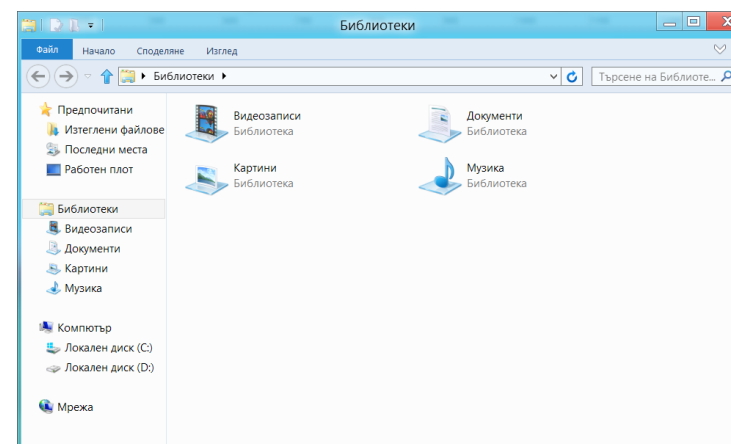 Библиотеки
Файл Начало Споделяне Изглед
Библиотеки
Търсене на Библиоте...
Предпочитани
Изтеглени файлове
Последни места
Работен плот
Библиотеки
Видеозаписи
Документи
Картини
Музика
Компютър
Локален диск (C:)
Локален диск (D:)
Мрежа
Видеозаписи
Библиотека
Документи
Библиотека
Картини
Библиотека
Музика
Библиотека